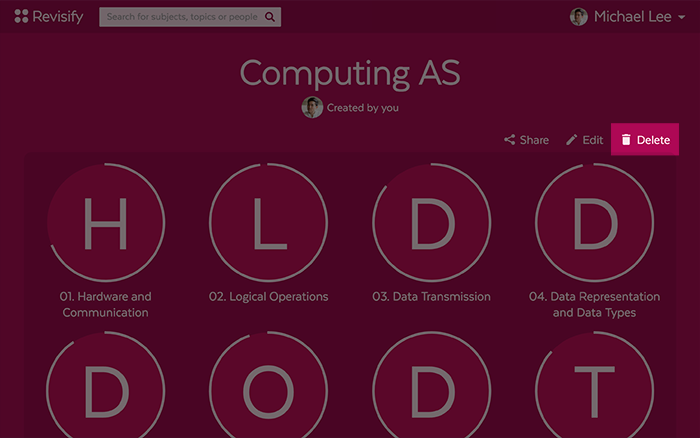 Revisify
Search for subjects, topics or people
Michael Lee
Computing AS
Created by you
Share
Edit
Delete
H
L
D
D
01. Hardware and
Communication
02. Logical Operations
03. Data Transmission
04. Data Representation
and Data Types
D
O
D
T